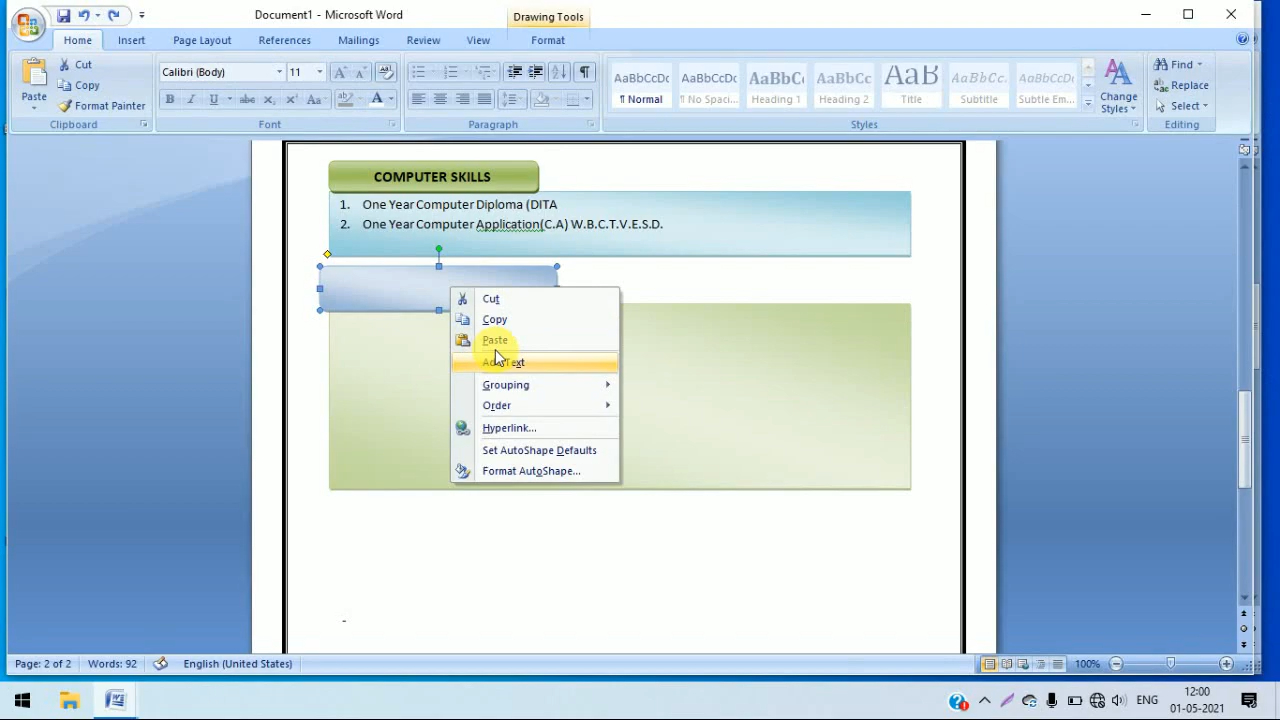 Document1 - Microsoft Word
Drawing Tools
Home
Insert
Page Layout
References
Mailings
Review
View
Format
Paste
Cut
Copy
Format Painter
Clipboard
Calibri (Body)
11
Font
Paragraph
AaBbCcDc
¶ Normal
AaBbCcDc
¶ No Spaci...
AaBbC
Heading 1
AaBbCc
Heading 2
AaB
Title
AaBbCc.
Subtitle
AaBbCcDc
Subtle Em...
Change
Styles
Styles
Find
Replace
Select
Editing
COMPUTER SKILLS
1. One Year Computer Diploma (DITA
2. One Year Computer Application(C.A) W.B.C.T.V.E.S.D.
Cut
Copy
Paste
Text
Grouping
Order
Hyperlink...
Set AutoShape Defaults
Format AutoShape...
-
Page: 2 of 2
Words: 92
English (United States)
100%
ENG
12:00
01-05-2021